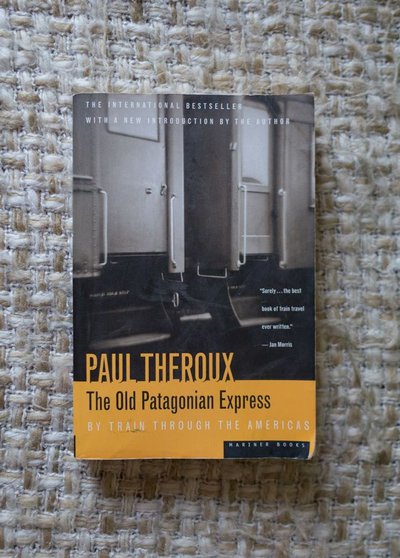 THE INTERNATIONAL BESTSELLER
WITH A NEW INTRODUCTION BY THE AUTHOR
"Surely . . . the best
book of train travel
ever written."
— Jan Morris
PAUL THEROUX
The Old Patagonian Express
BY TRAIN THROUGH THE AMERICAS
MARINER BOOKS